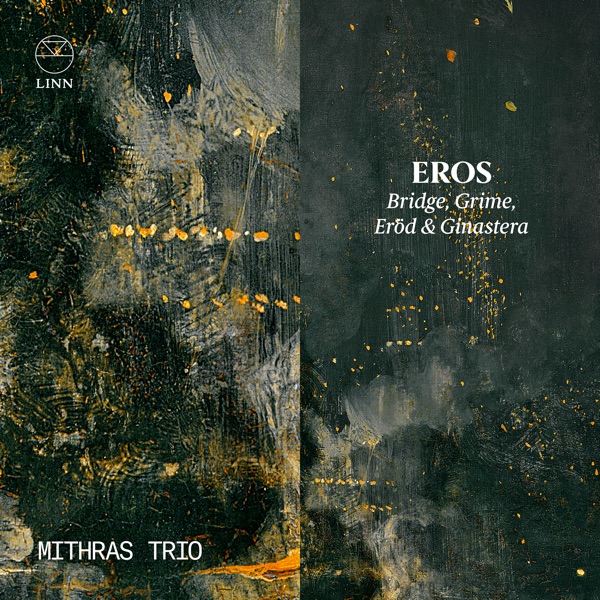 LINN
EROS
Bridge, Grime,
Eröd & Ginastera
MITHRAS TRIO